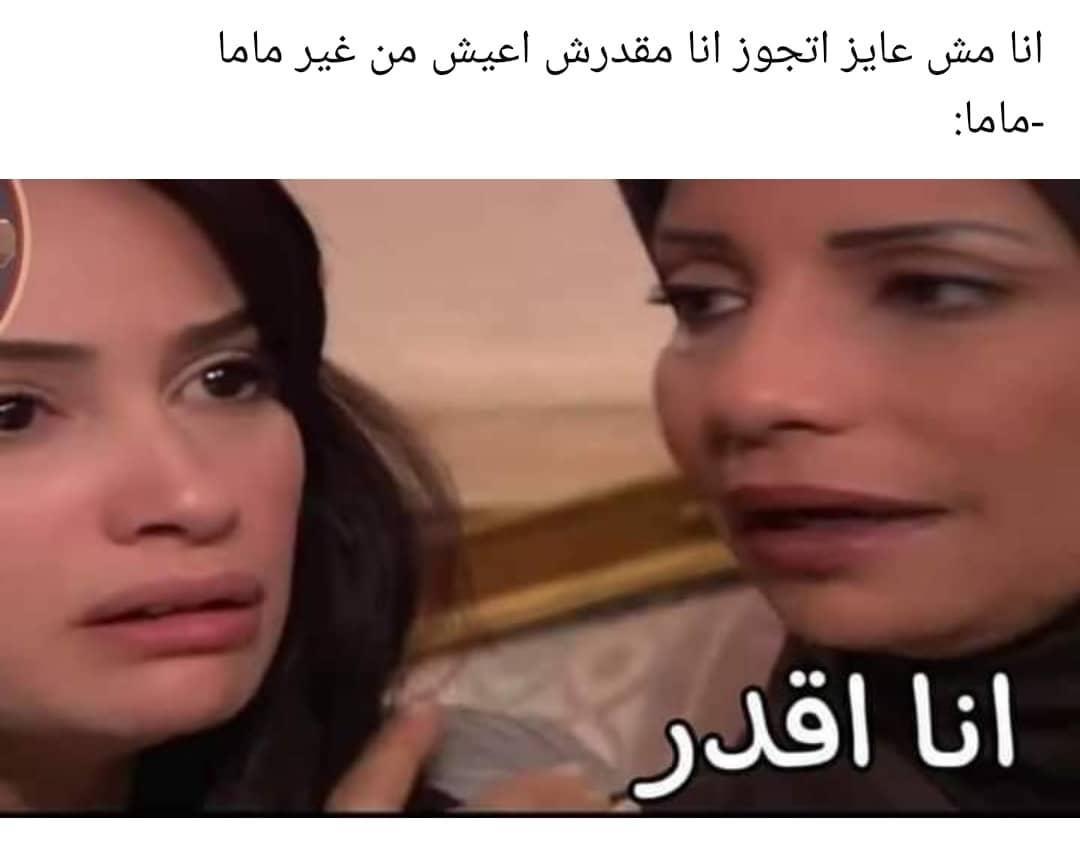 انا مش عايز اتجوز انا مقدرش اعيش من غير ماما
-ماما:
انا اقدر